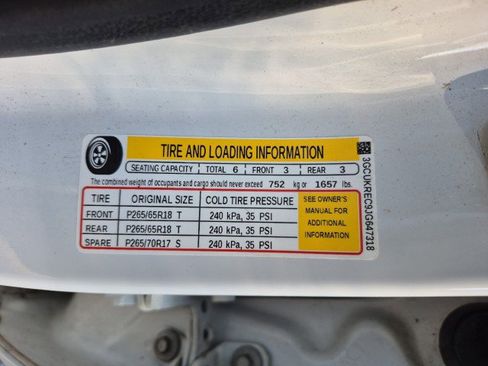 TIRE AND LOADING INFORMATION
SEATING CAPACITY TOTAL 6 FRONT 3 REAR 3
The combined weight of occupants and cargo should never exceed 752 kg or 1657 lbs.
TIRE ORIGINAL SIZE COLD TIRE PRESSURE
FRONT P265/65R18 T 240 kPa, 35 PSI
REAR P265/65R18 T 240 kPa, 35 PSI
SPARE P265/70R17 S 240 kPa, 35 PSI
SEE OWNER'S
MANUAL FOR
ADDITIONAL
INFORMATION
3GCUKREC9JG647318